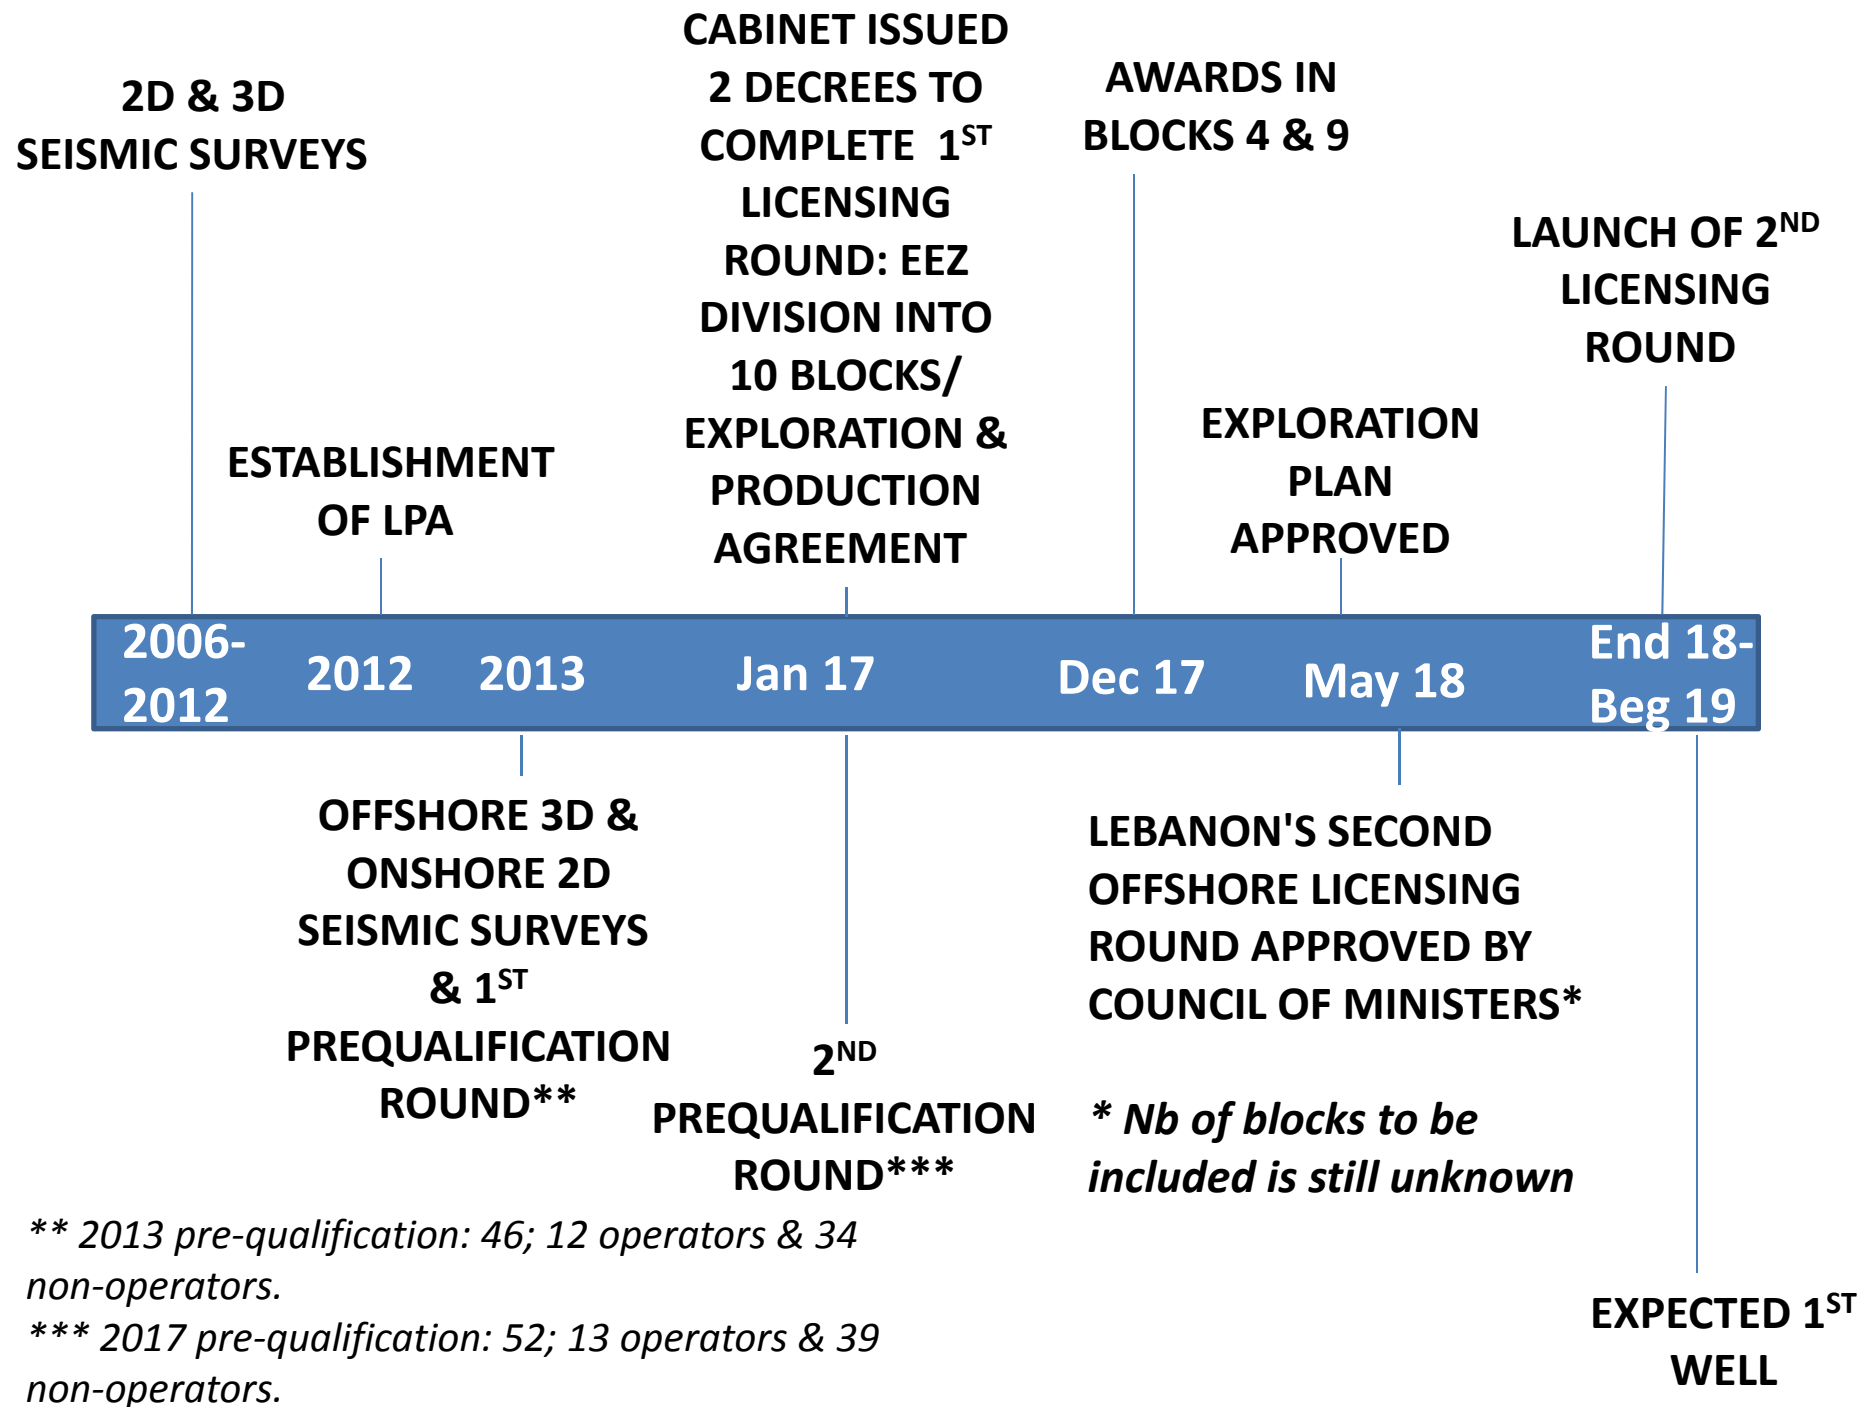 2D & 3D
SEISMIC SURVEYS
ESTABLISHMENT
OF LPA
CABINET ISSUED
2 DECREES TO
COMPLETE 1ST
LICENSING
ROUND: EEZ
DIVISION INTO
10 BLOCKS/
EXPLORATION &
PRODUCTION
AGREEMENT
AWARDS IN
BLOCKS 4 & 9
EXPLORATION
PLAN
APPROVED
LAUNCH OF 2ND
LICENSING
ROUND
2006-
2012
2012
2013
Jan 17
Dec 17
May 18
End 18-
Beg 19
OFFSHORE 3D &
ONSHORE 2D
SEISMIC SURVEYS
& 1ST
PREQUALIFICATION
ROUND**
2ND
PREQUALIFICATION
ROUND***
LEBANON'S SECOND
OFFSHORE LICENSING
ROUND APPROVED BY
COUNCIL OF MINISTERS*
* Nb of blocks to be
included is still unknown
EXPECTED 1ST
WELL
** 2013 pre-qualification: 46; 12 operators & 34
non-operators.
*** 2017 pre-qualification: 52; 13 operators & 39
non-operators.